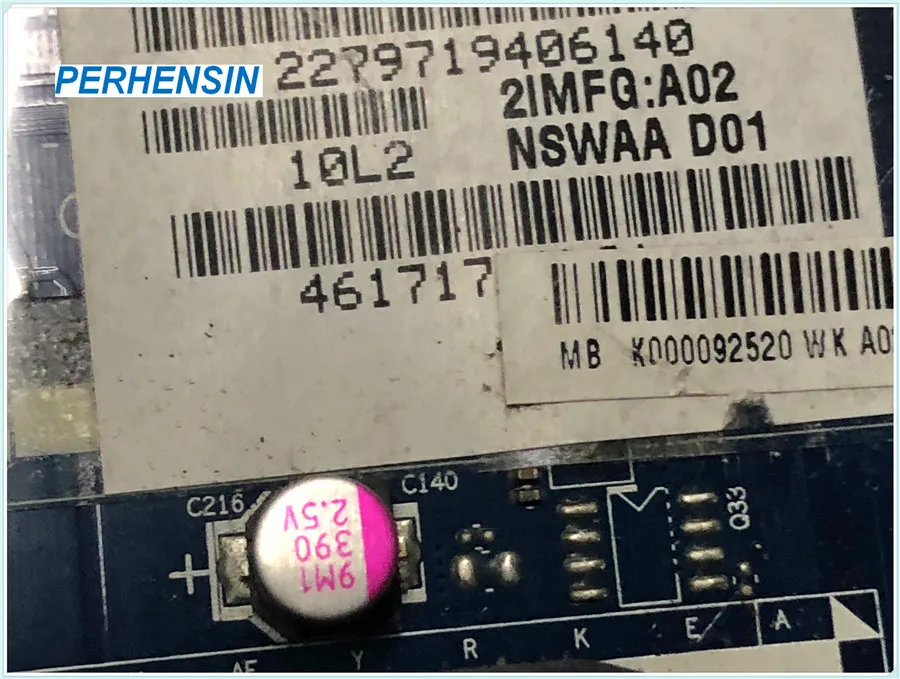 2279719406140
PERHENSIN
2IMFG:A02
10L2
NSWAA D01
461717
MB K000092520 WK A0
C216
C140
2.5V
390
9M1
Q33
+
AF
Y
R
K
E
A